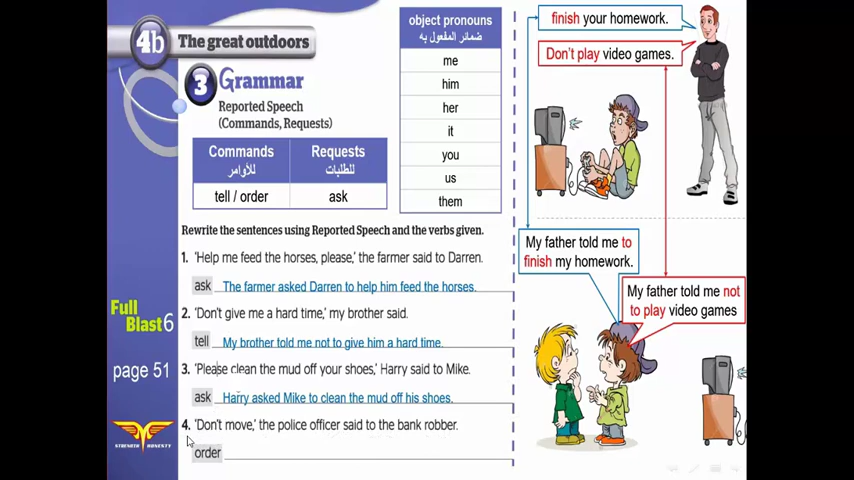 4b The great outdoors
3 Grammar
Reported Speech
(Commands, Requests)
Commands
للأوامر
Requests
للطلبات
tell / order
ask
object pronouns
ضمائر المفعول به
me
him
her
it
you
us
them
Rewrite the sentences using Reported Speech and the verbs given.
1. 'Help me feed the horses, please,' the farmer said to Darren.
ask The farmer asked Darren to help him feed the horses.
2. 'Don't give me a hard time,' my brother said.
tell My brother told me not to give him a hard time.
3. 'Please clean the mud off your shoes,' Harry said to Mike.
ask Harry asked Mike to clean the mud off his shoes.
4. 'Don't move,' the police officer said to the bank robber.
order
Full
Blast 6
page 51
STRENGTH HONESTY
finish your homework.
Don't play video games.
My father told me to
finish my homework.
My father told me not
to play video games